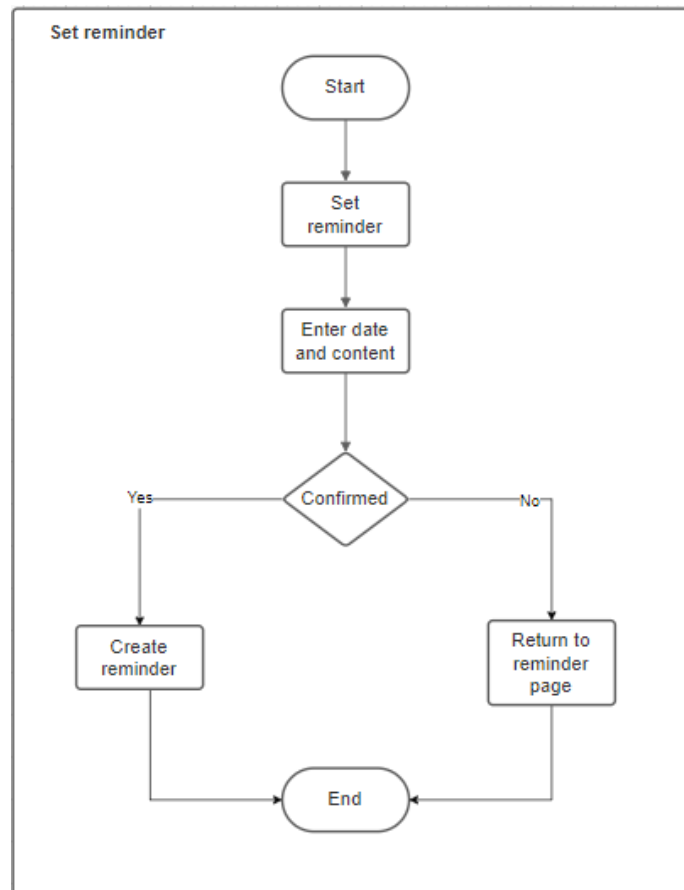 Set reminder
Start
Set
reminder
Enter date
and content
Confirmed
Yes
No
Create
reminder
Return to
reminder
page
End